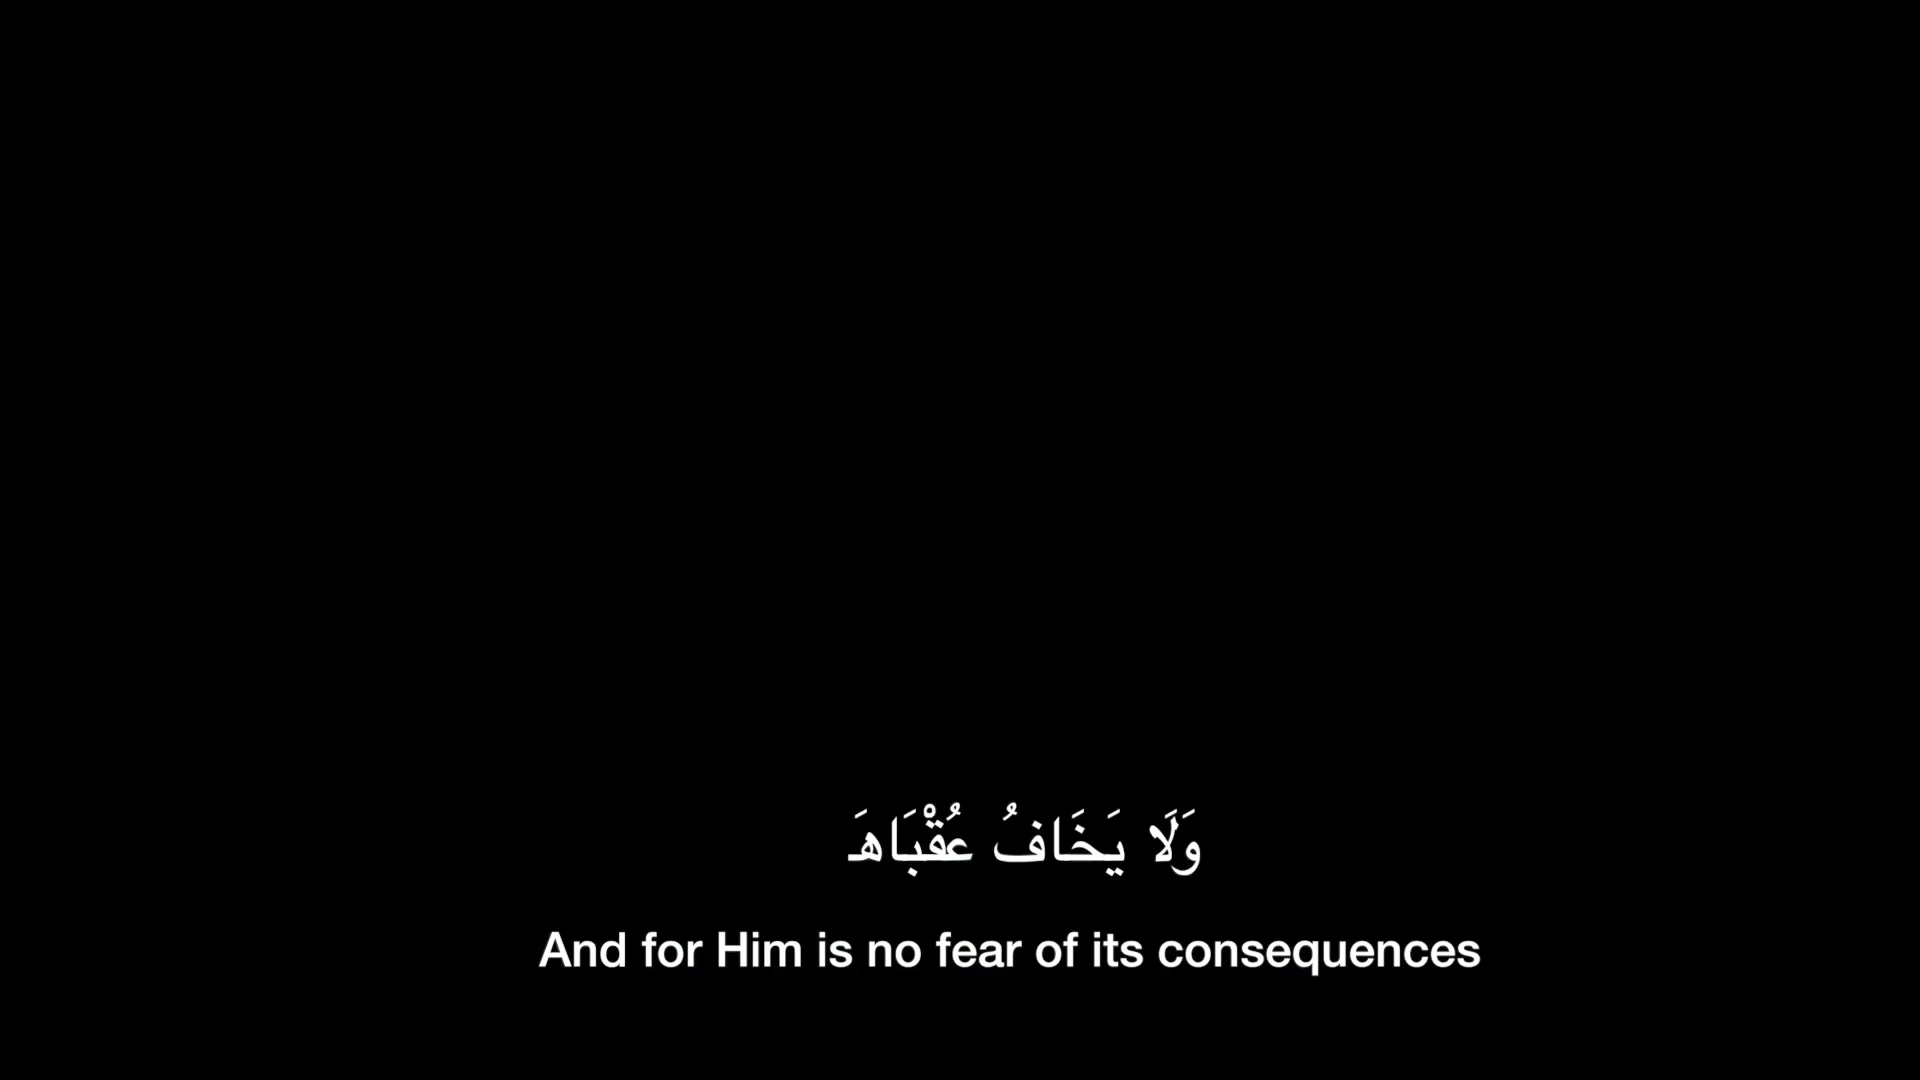 وَلَا يَخَافُ عُقْبَاهَـ
And for Him is no fear of its consequences